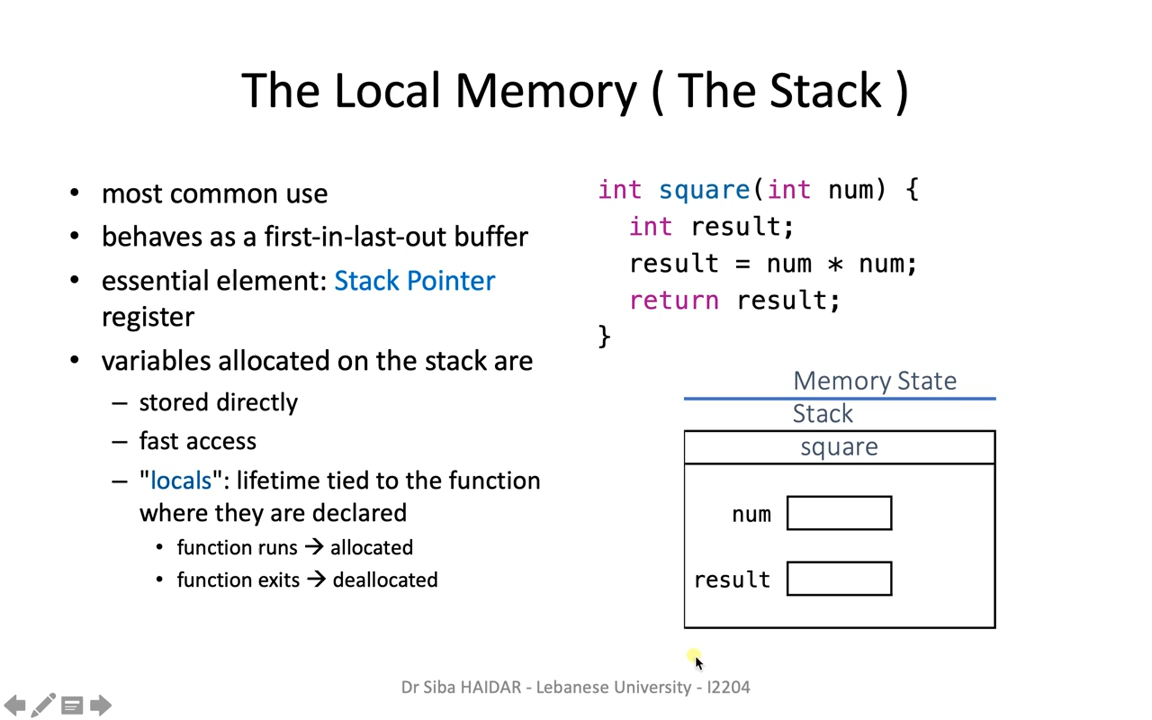 The Local Memory ( The Stack )
• most common use
• behaves as a first-in-last-out buffer
• essential element: Stack Pointer
register
• variables allocated on the stack are
– stored directly
– fast access
– "locals": lifetime tied to the function
where they are declared
• function runs → allocated
• function exits → deallocated
int square(int num) {
int result;
result = num * num;
return result;
}
Memory State
Stack
square
num
result
Dr Siba HAIDAR - Lebanese University - I2204